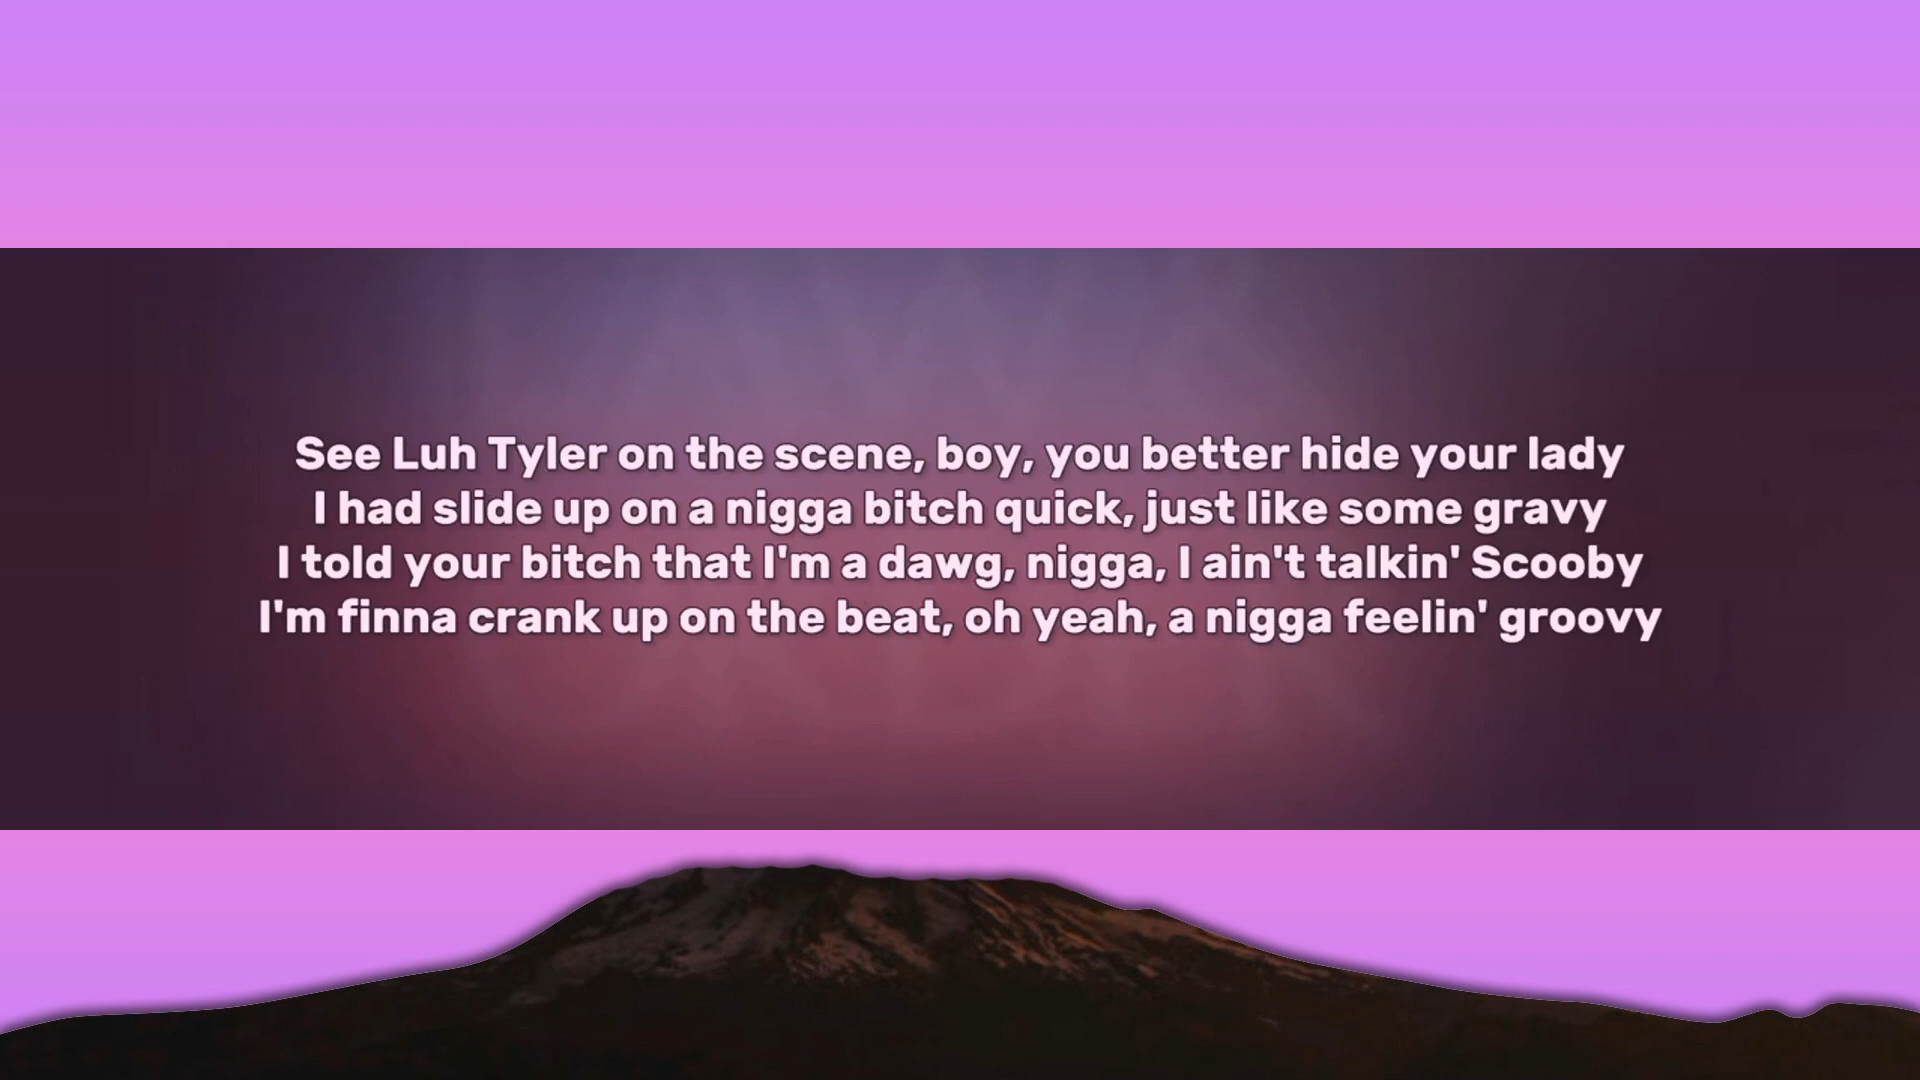 See Luh Tyler on the scene, boy, you better hide your lady
I had slide up on a nigga bitch quick, just like some gravy
I told your bitch that I'm a dawg, nigga, I ain't talkin' Scooby
I'm finna crank up on the beat, oh yeah, a nigga feelin' groovy